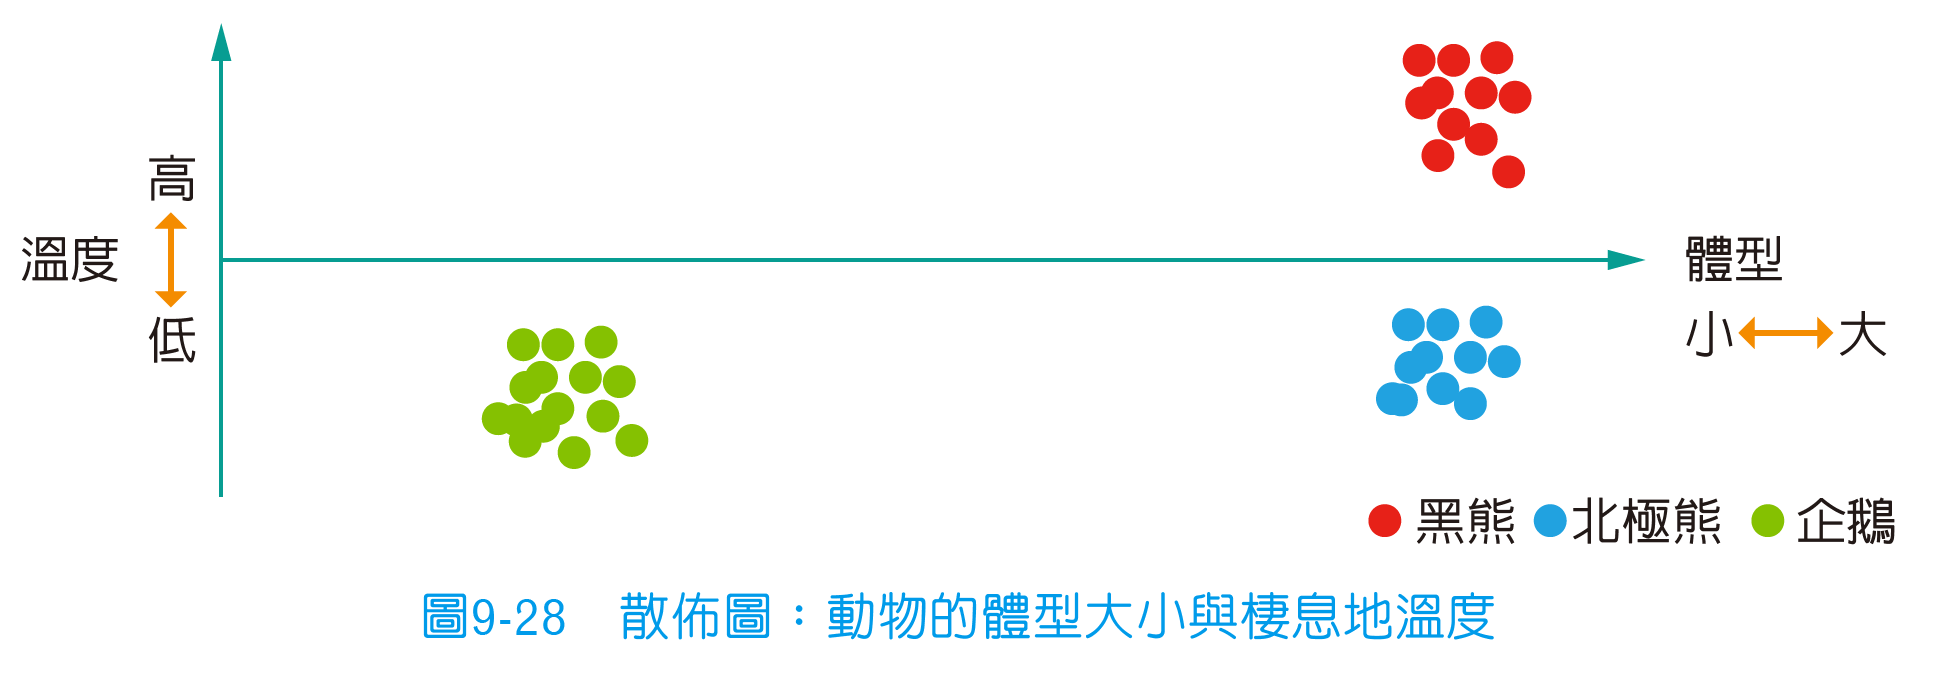 高
溫度
低
體型
小 大
黑熊 北極熊 企鵝
圖9-28 散佈圖：動物的體型大小與棲息地溫度